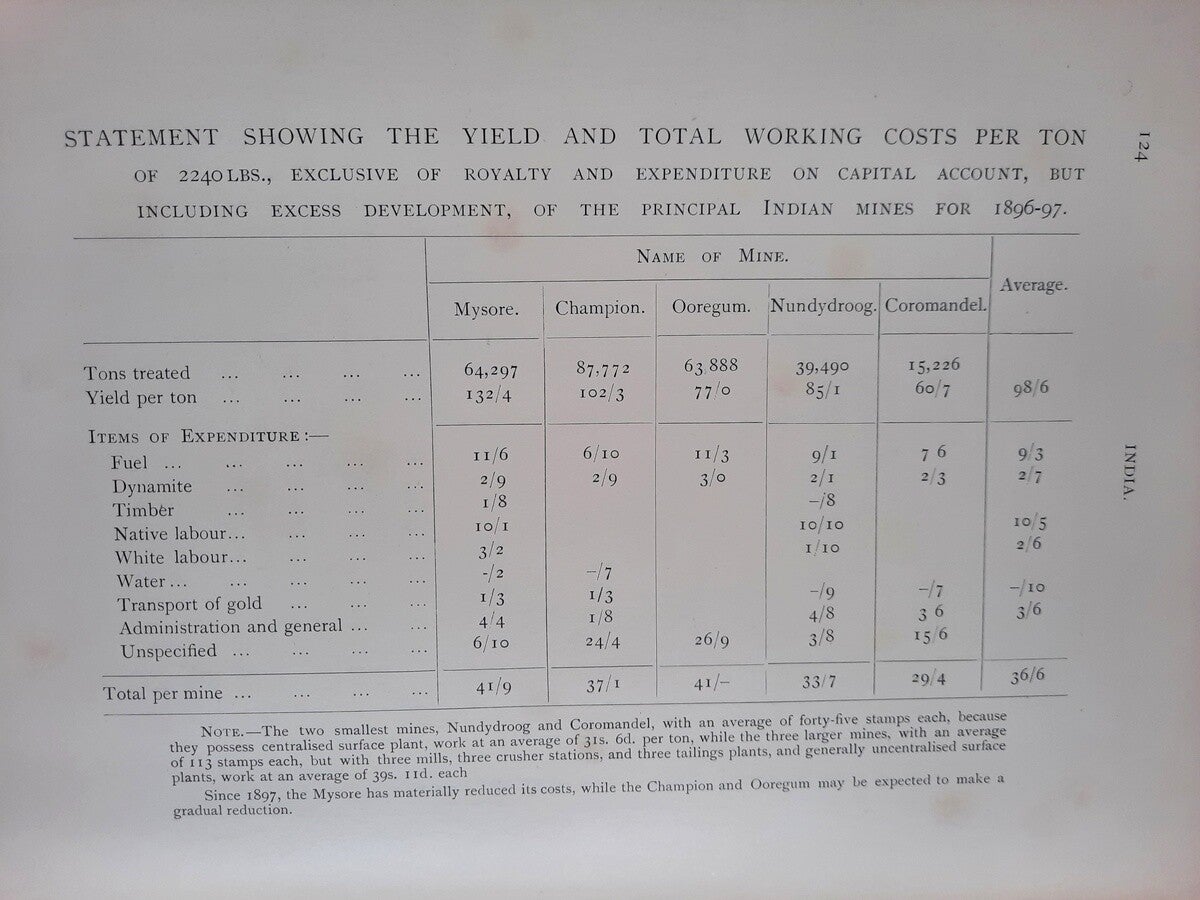 STATEMENT SHOWING THE YIELD AND TOTAL WORKING COSTS PER TON
OF 2240 LBS., EXCLUSIVE OF ROYALTY AND EXPENDITURE ON CAPITAL ACCOUNT, BUT
INCLUDING EXCESS DEVELOPMENT, OF THE PRINCIPAL INDIAN MINES FOR 1896-97.
NAME OF MINE.
Mysore. Champion. Ooregum. Nundydroog. Coromandel. Average.
Tons treated ... ... ... ... 64,297 87,772 63 888 39,490 15,226
Yield per ton ... ... ... ... 132/4 102/3 77/0 85/1 60/7 98/6
ITEMS OF EXPENDITURE:—
Fuel ... ... ... ... ... 11/6 6/10 11/3 9/1 7 6 9/3
Dynamite ... ... ... ... 2/9 2/9 3/0 2/1 2/3 2/7
Timber ... ... ... ... 1/8 -/8
Native labour... ... ... ... 10/1 10/10 10/5
White labour... ... ... ... 3/2 1/10 2/6
Water... ... ... ... ... -/2 -/7
Transport of gold ... ... ... 1/3 1/3 -/9 -/7 -/10
Administration and general ... ... 4/4 1/8 4/8 3 6 3/6
Unspecified ... ... ... ... 6/10 24/4 26/9 3/8 15/6
Total per mine ... ... ... ... 41/9 37/1 41/- 33/7 29/4 36/6
NOTE.—The two smallest mines, Nundydroog and Coromandel, with an average of forty-five stamps each, because
they possess centralised surface plant, work at an average of 31s. 6d. per ton, while the three larger mines, with an average
of 113 stamps each, but with three mills, three crusher stations, and three tailings plants, and generally uncentralised surface
plants, work at an average of 39s. 11d. each
Since 1897, the Mysore has materially reduced its costs, while the Champion and Ooregum may be expected to make a
gradual reduction.
124
INDIA.